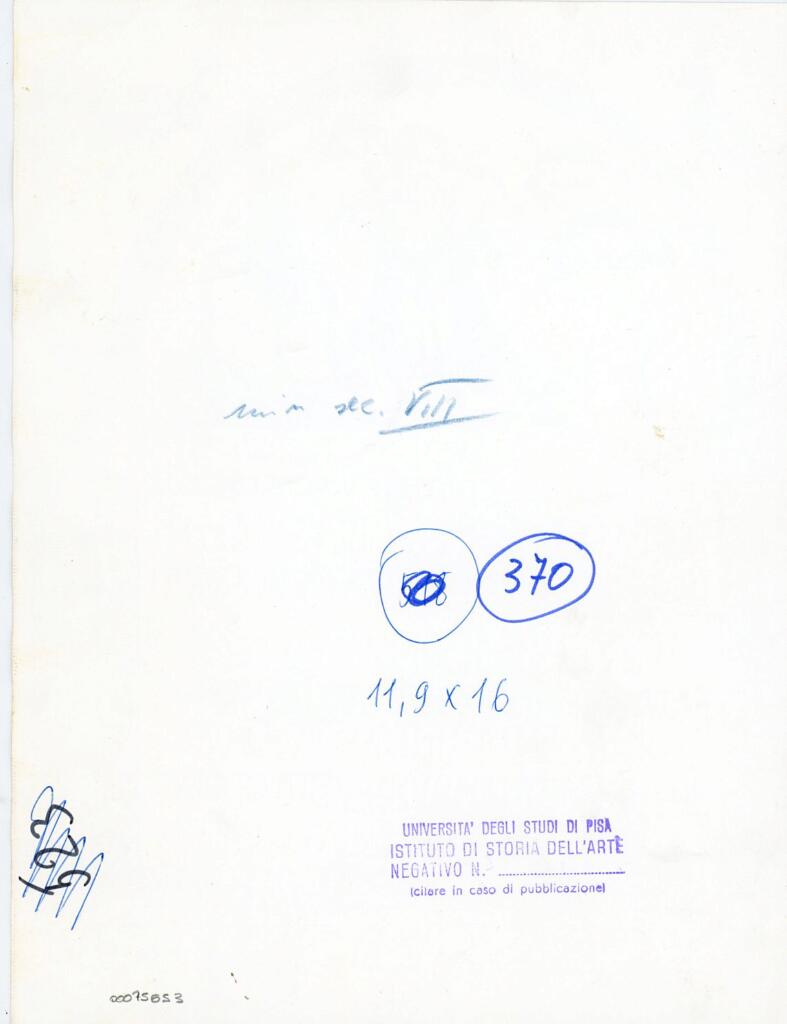 min sec. VIII
370
11,9 x 16
UNIVERSITA' DEGLI STUDI DI PISA
ISTITUTO DI STORIA DELL'ARTE
NEGATIVO N.
(citare in caso di pubblicazione)